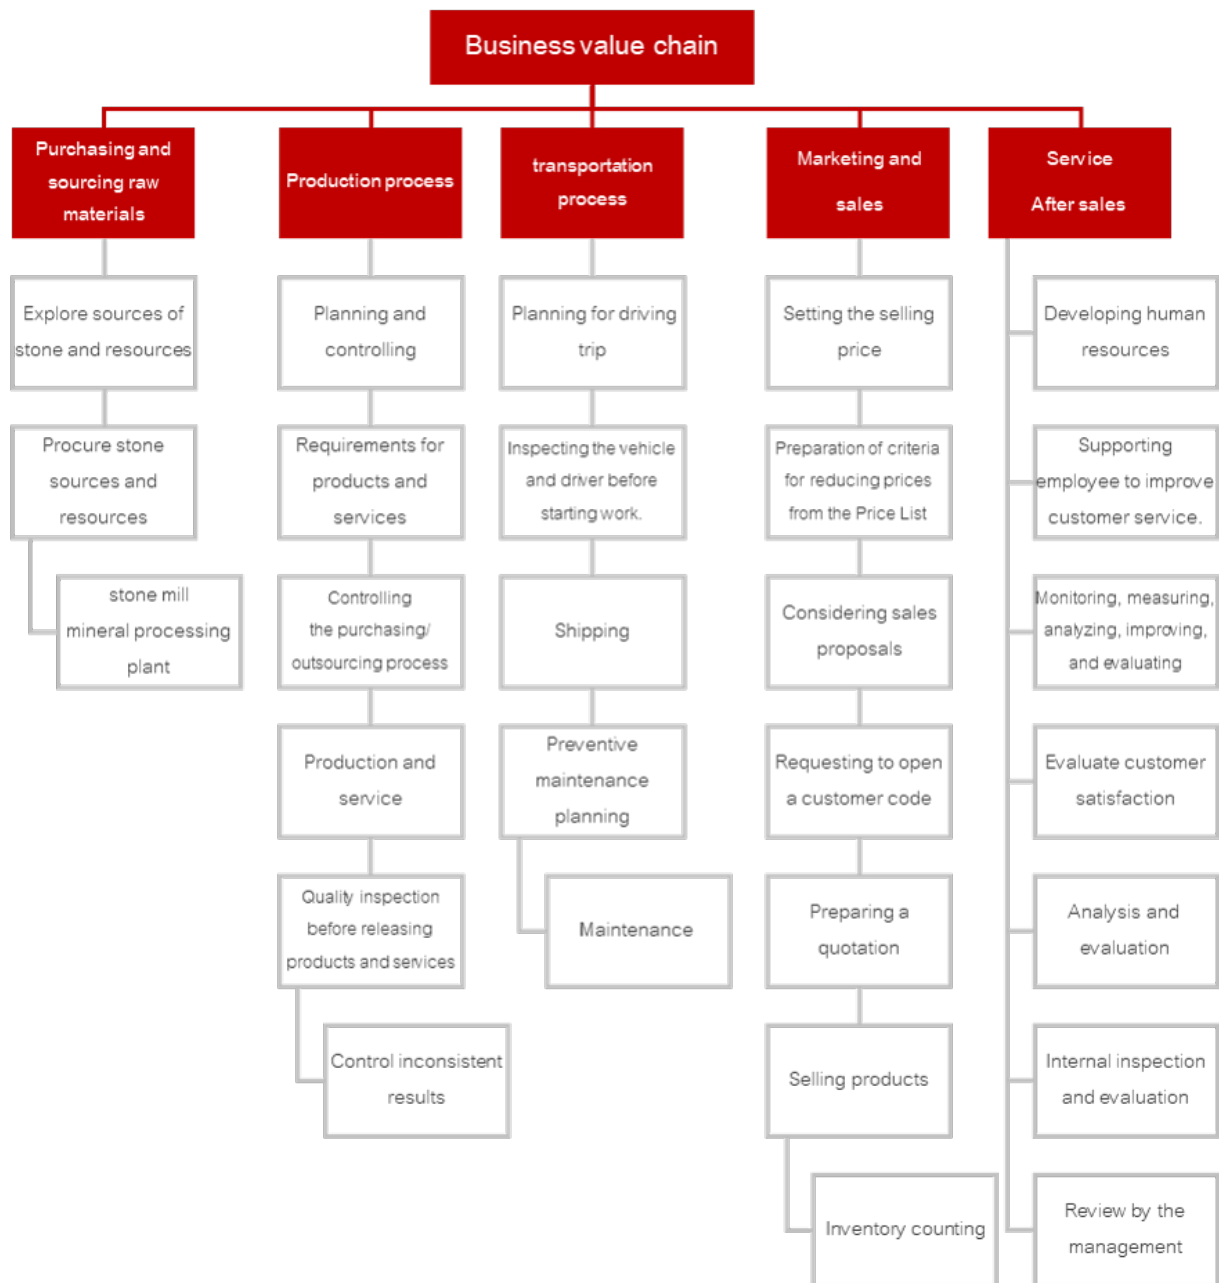 Business value chain
Purchasing and
sourcing raw
materials
Explore sources of
stone and resources
Procure stone
sources and
resources
stone mill
mineral processing
plant
Production process
Planning and
controlling
Requirements for
products and
services
Controlling
the purchasing/
outsourcing process
Production and
service
Quality inspection
before releasing
products and services
Control inconsistent
results
transportation
process
Planning for driving
trip
Inspecting the vehicle
and driver before
starting work.
Shipping
Preventive
maintenance
planning
Maintenance
Marketing and
sales
Setting the selling
price
Preparation of criteria
for reducing prices
from the Price List
Considering sales
proposals
Requesting to open
a customer code
Preparing a
quotation
Selling products
Inventory counting
Service
After sales
Developing human
resources
Supporting
employee to improve
customer service.
Monitoring, measuring,
analyzing, improving,
and evaluating
Evaluate customer
satisfaction
Analysis and
evaluation
Internal inspection
and evaluation
Review by the
management